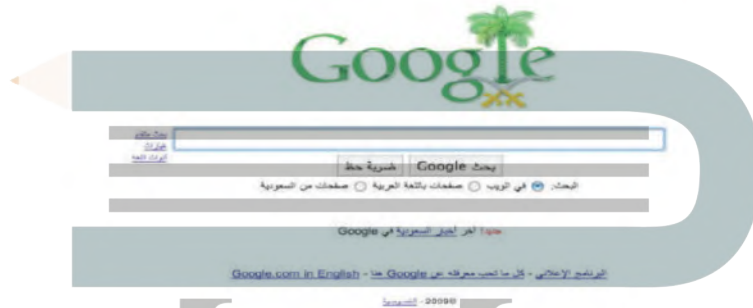 Google
بحث متقدم
خيارات
أدوات اللغة
بحث Google ضربة حظ
البحث: في الويب صفحات باللغة العربية صفحات من السعودية
جديد! آخر أخبار السعودية في Google
البرنامج الإعلاني - كل ما تحب معرفته عن Google هنا - Google.com in English
©2009 - الخصوصية